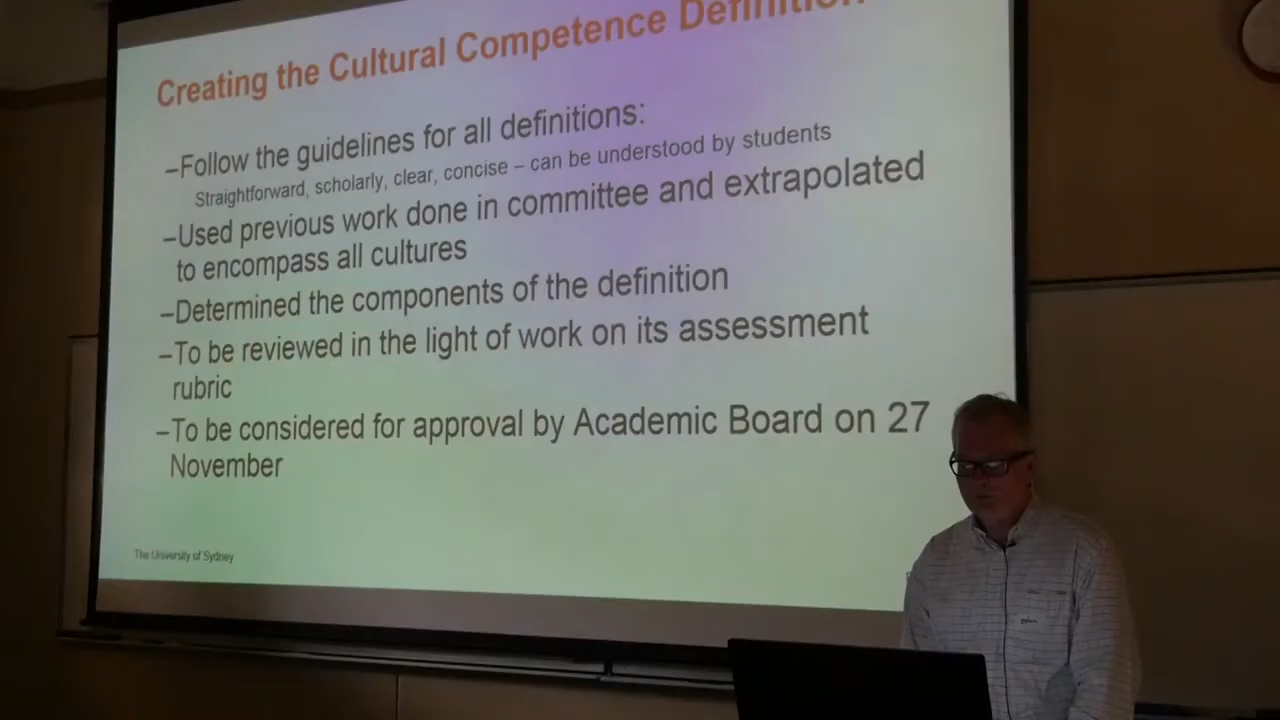 Creating the Cultural Competence Definition
–Follow the guidelines for all definitions:
Straightforward, scholarly, clear, concise – can be understood by students
–Used previous work done in committee and extrapolated
to encompass all cultures
–Determined the components of the definition
–To be reviewed in the light of work on its assessment
rubric
–To be considered for approval by Academic Board on 27
November
The University of Sydney